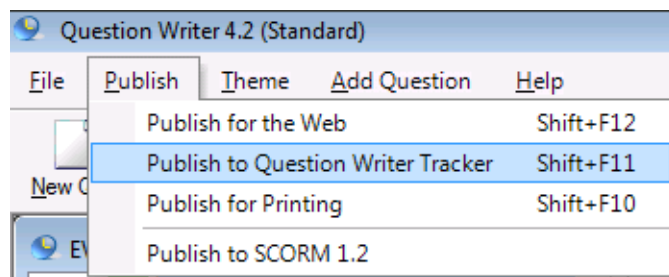 Question Writer 4.2 (Standard)
File Publish Theme Add Question Help
Publish for the Web Shift+F12
Publish to Question Writer Tracker Shift+F11
New
Publish for Printing Shift+F10
Publish to SCORM 1.2